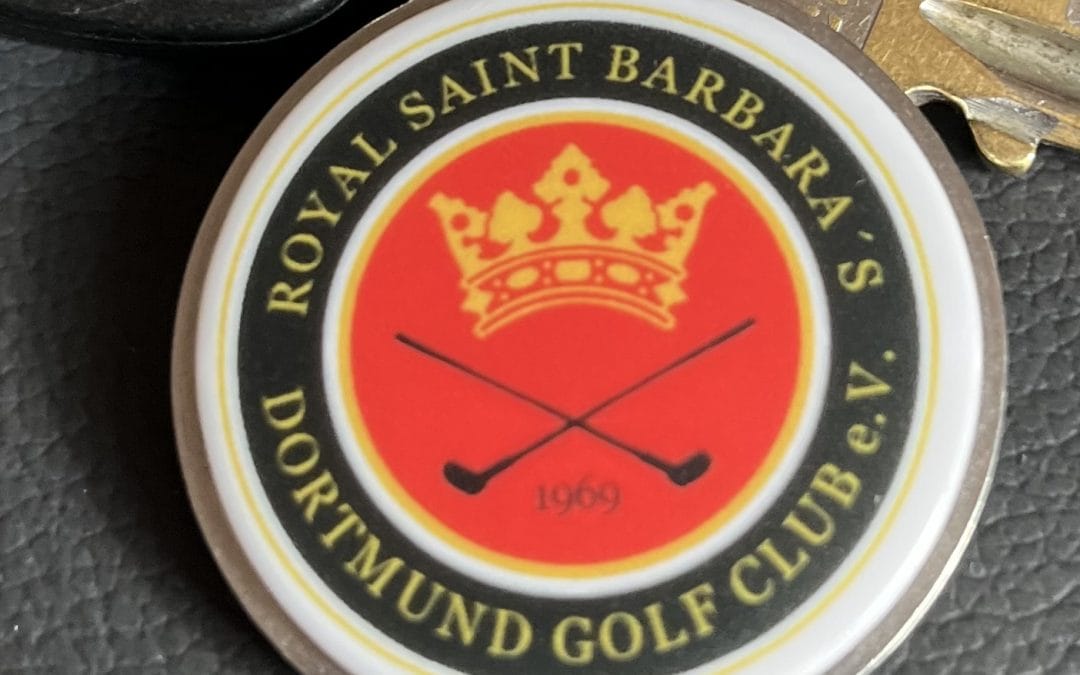 ROYAL SAINT BARBARA´S
DORTMUND GOLF CLUB e.V.
1969